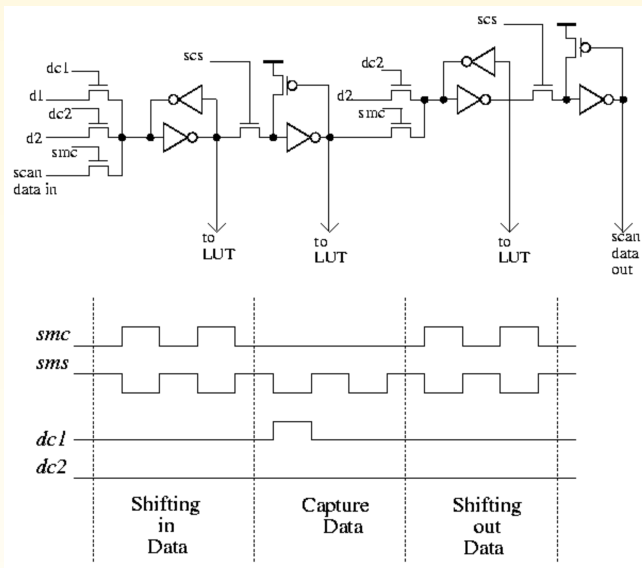 scs
scs
dc1
d1
dc2
d2
smc
scan
data in
dc2
d2
smc
to
LUT
to
LUT
to
LUT
scan
data
out
smc
sms
dc1
dc2
Shifting
in
Data
Capture
Data
Shifting
out
Data